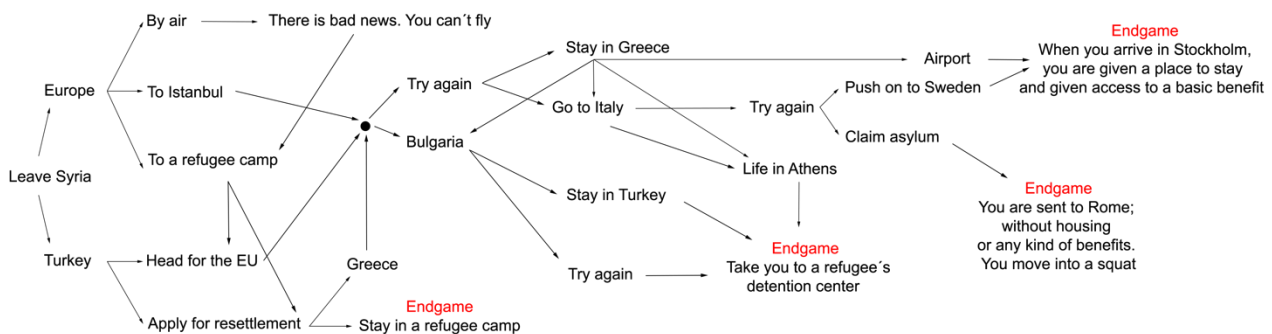 By air
There is bad news. You can´t fly
Europe
To Istanbul
To a refugee camp
Leave Syria
Turkey
Head for the EU
Apply for resettlement
Greece
Endgame
Stay in a refugee camp
Try again
Bulgaria
Stay in Greece
Go to Italy
Stay in Turkey
Try again
Try again
Life in Athens
Endgame
Take you to a refugee´s
detention center
Airport
Push on to Sweden
Claim asylum
Endgame
When you arrive in Stockholm,
you are given a place to stay
and given access to a basic benefit
Endgame
You are sent to Rome;
without housing
or any kind of benefits.
You move into a squat